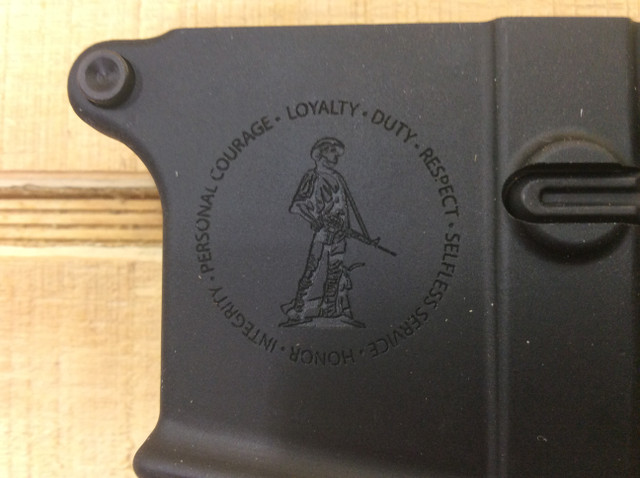 LOYALTY · DUTY · RESPECT · SELFLESS SERVICE · HONOR · INTEGRITY · PERSONAL COURAGE ·